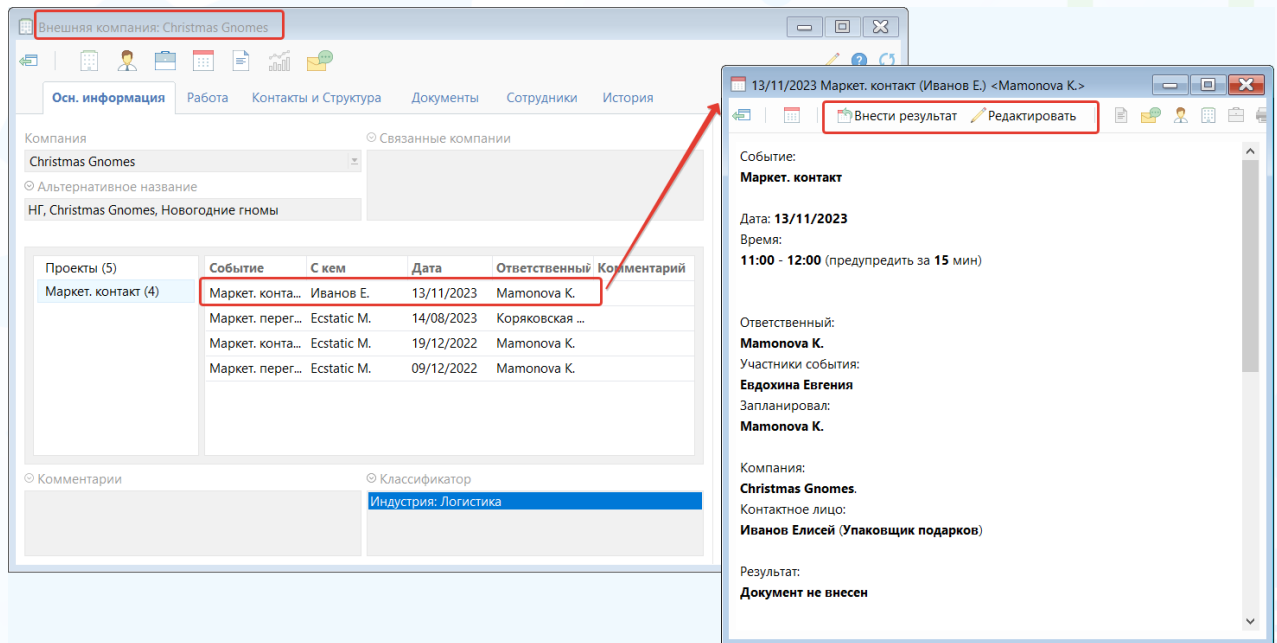 Внешняя компания: Christmas Gnomes
Осн. информация Работа Контакты и Структура Документы Сотрудники История
Компания
Christmas Gnomes
Альтернативное название
НГ, Christmas Gnomes, Новогодние гномы
Связанные компании
Проекты (5)
Маркет. контакт (4)
Событие С кем Дата Ответственный Комментарий
Маркет. конта... Иванов Е. 13/11/2023 Mamonova K.
Маркет. перег... Ecstatic M. 14/08/2023 Коряковская ...
Маркет. конта... Ecstatic M. 19/12/2022 Mamonova K.
Маркет. перег... Ecstatic M. 09/12/2022 Mamonova K.
Комментарии
Классификатор
Индустрия: Логистика
13/11/2023 Маркет. контакт (Иванов Е.) <Mamonova K.>
Внести результат Редактировать
Событие:
Маркет. контакт
Дата: 13/11/2023
Время:
11:00 - 12:00 (предупредить за 15 мин)
Ответственный:
Mamonova K.
Участники события:
Евдохина Евгения
Запланировал:
Mamonova K.
Компания:
Christmas Gnomes.
Контактное лицо:
Иванов Елисей (Упаковщик подарков)
Результат:
Документ не внесен